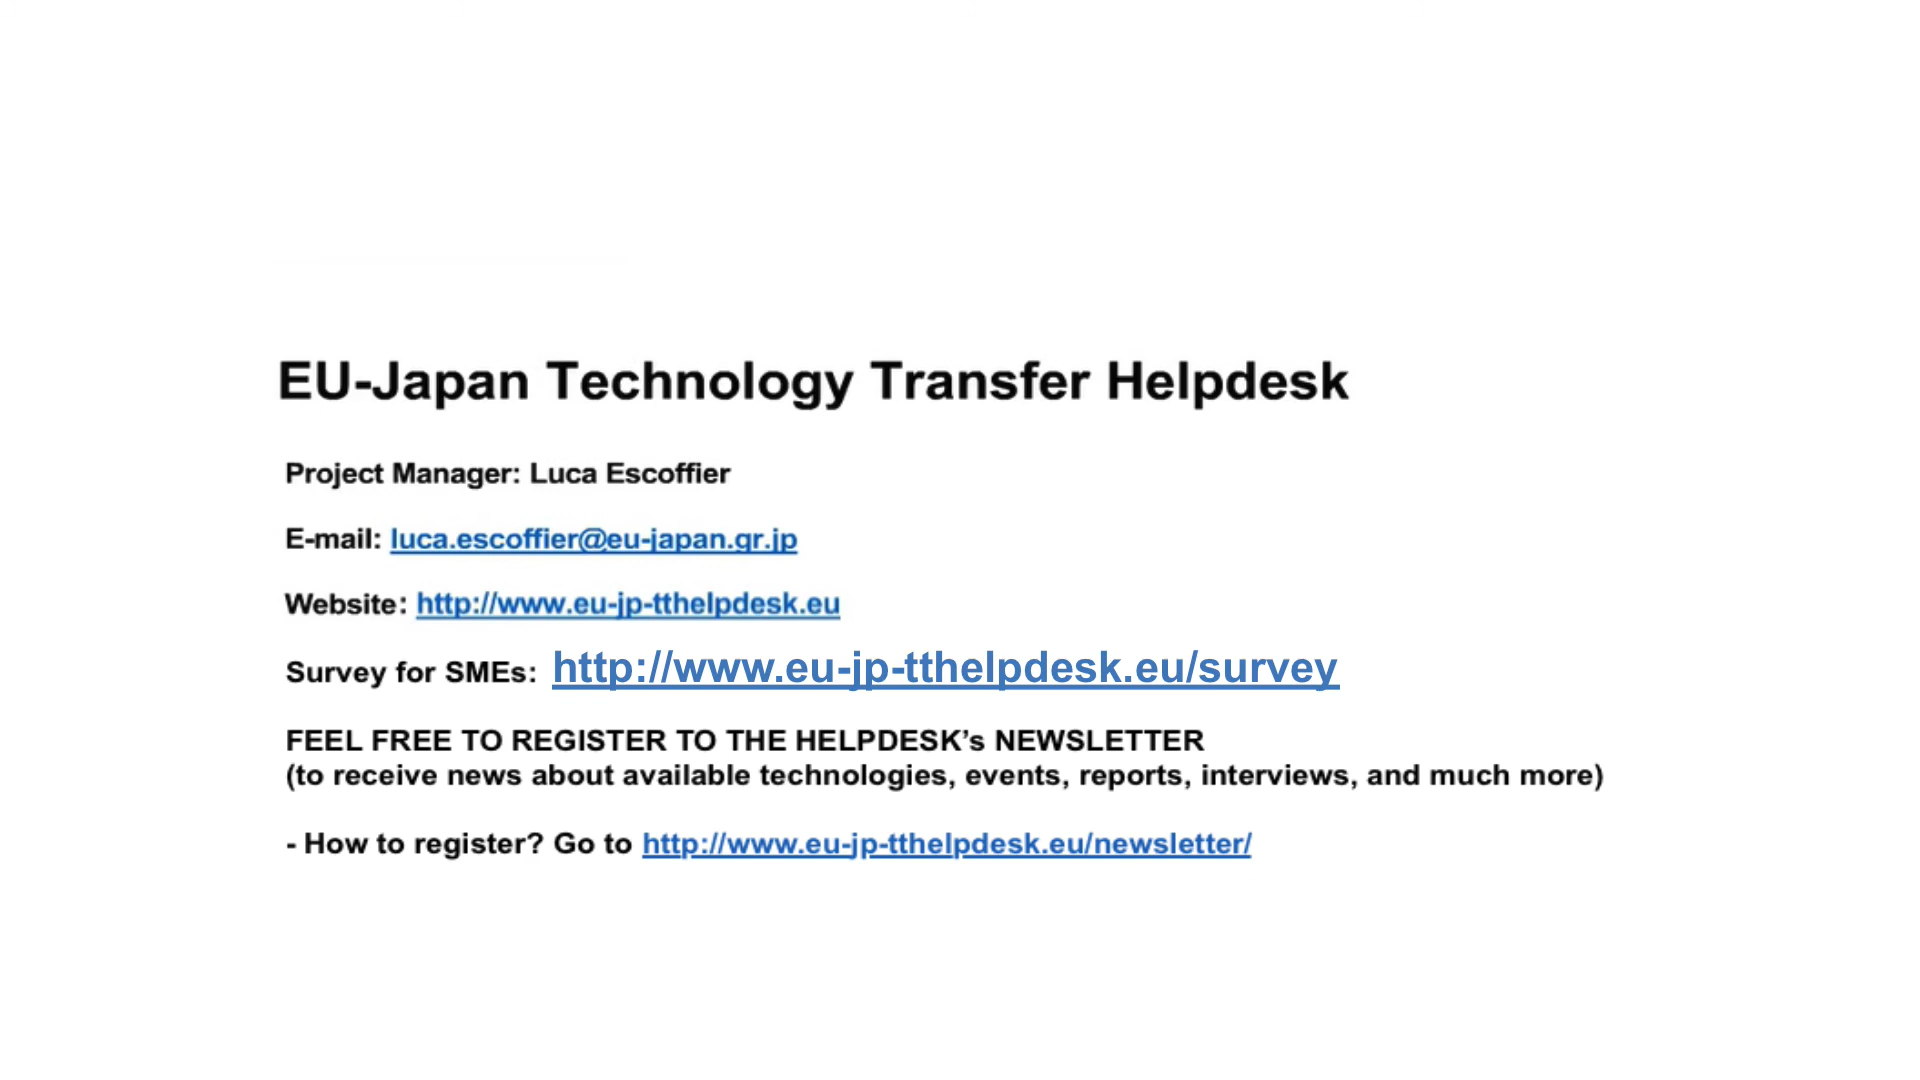 EU-Japan Technology Transfer Helpdesk
Project Manager: Luca Escoffier
E-mail: luca.escoffier@eu-japan.gr.jp
Website: http://www.eu-jp-tthelpdesk.eu
Survey for SMEs: http://www.eu-jp-tthelpdesk.eu/survey
FEEL FREE TO REGISTER TO THE HELPDESK’s NEWSLETTER
(to receive news about available technologies, events, reports, interviews, and much more)
- How to register? Go to http://www.eu-jp-tthelpdesk.eu/newsletter/